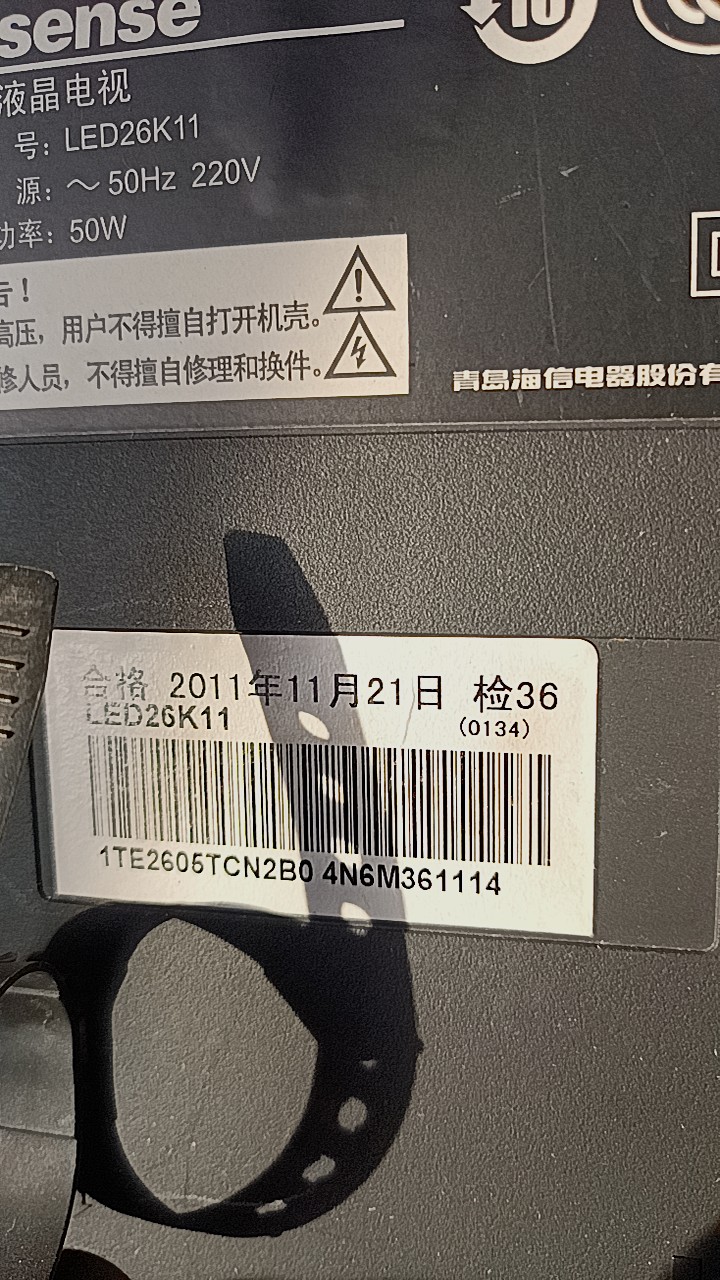 sense
液晶电视
号：LED26K11
源：～50Hz 220V
功率：50W
告！
高压，用户不得擅自打开机壳。
修人员，不得擅自修理和换件。
10
青岛海信电器股份有
合格 2011年11月21日 检36
LED26K11 (0134)
1TE2605TCN2B0 4N6M361114